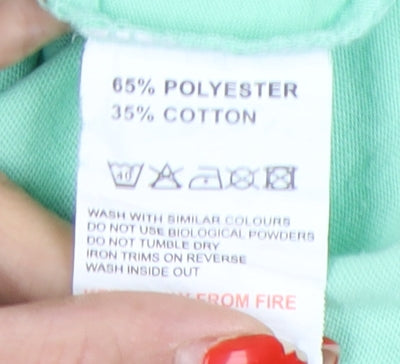 65% POLYESTER
35% COTTON
40
WASH WITH SIMILAR COLOURS
DO NOT USE BIOLOGICAL POWDERS
DO NOT TUMBLE DRY
IRON TRIMS ON REVERSE
WASH INSIDE OUT
FROM FIRE